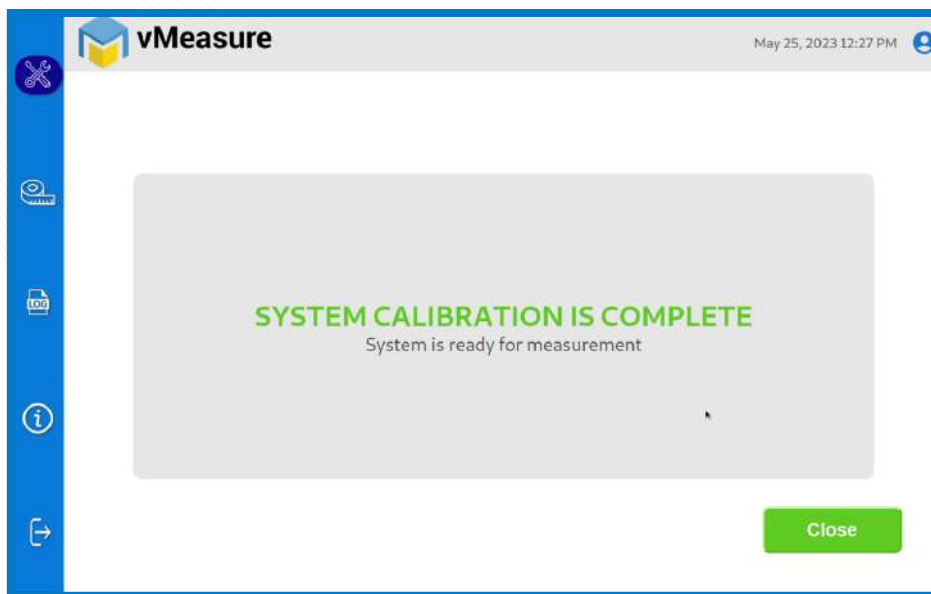 vMeasure
May 25, 2023 12:27 PM
LOG
SYSTEM CALIBRATION IS COMPLETE
System is ready for measurement
Close